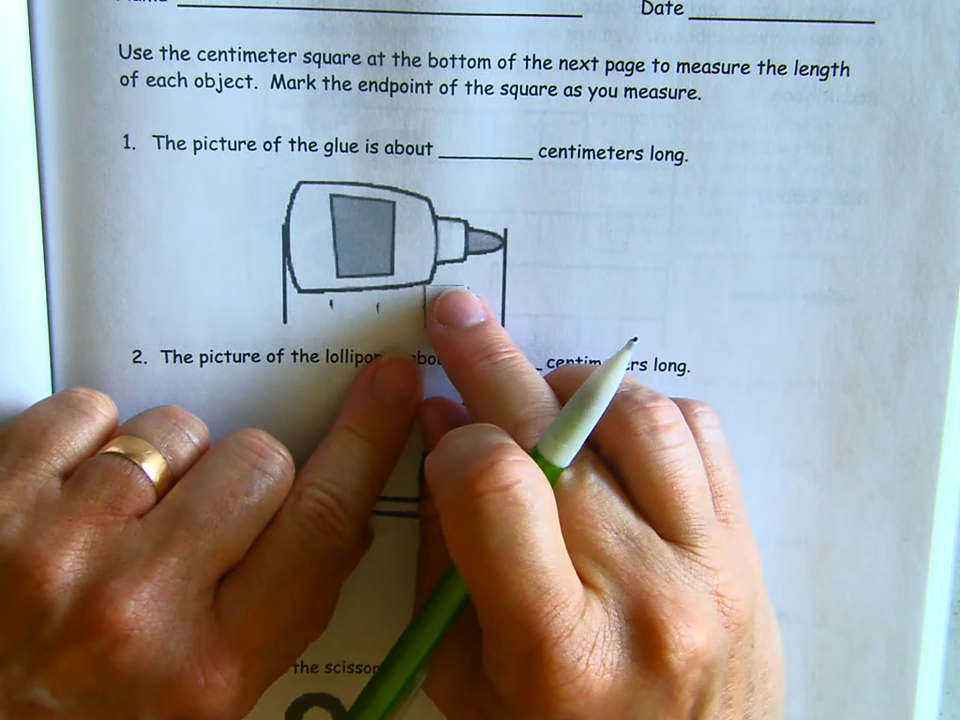 Date
Use the centimeter square at the bottom of the next page to measure the length
of each object. Mark the endpoint of the square as you measure.
1. The picture of the glue is about ________ centimeters long.
2. The picture of the long.
the